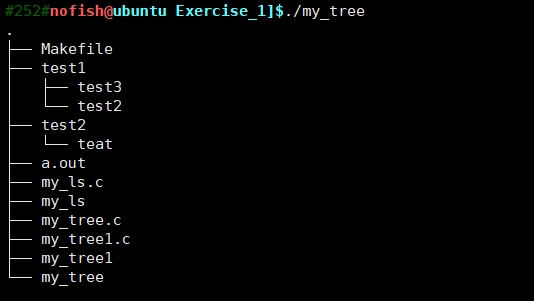 #252#nofish@ubuntu Exercise_1]$./my_tree
.
├── Makefile
├── test1
│   ├── test3
│   └── test2
├── test2
│   └── teat
├── a.out
├── my_ls.c
├── my_ls
├── my_tree.c
├── my_tree1.c
├── my_tree1
└── my_tree